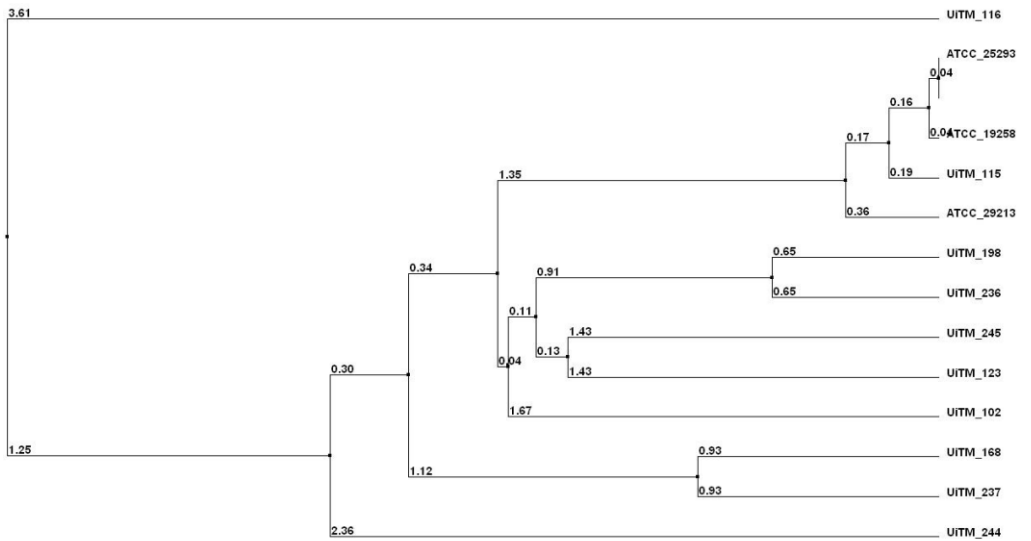 3.61 UiTM_116
ATCC_25293
0.04
0.16
0.04 ATCC_19258
0.17
0.19 UiTM_115
1.35
0.36 ATCC_29213
0.65 UiTM_198
0.34 0.91
0.65 UiTM_236
0.11
1.43 UiTM_245
0.13
0.04
1.43 UiTM_123
0.30
1.67 UiTM_102
1.25 0.93 UiTM_168
1.12
0.93 UiTM_237
2.36 UiTM_244